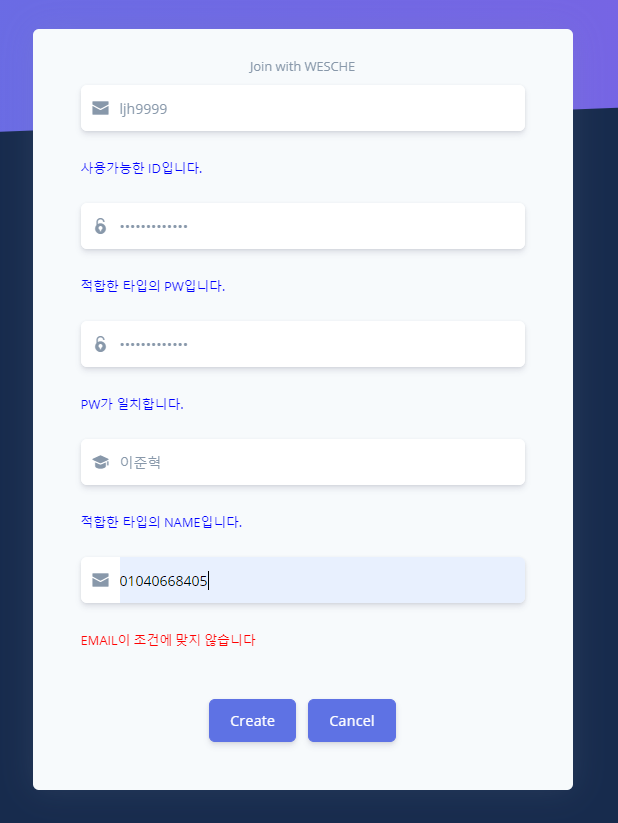 Join with WESCHE
ljh9999
사용가능한 ID입니다.
•••••••••••••
적합한 타입의 PW입니다.
•••••••••••••
PW가 일치합니다.
이준혁
적합한 타입의 NAME입니다.
01040668405
EMAIL이 조건에 맞지 않습니다
Create Cancel